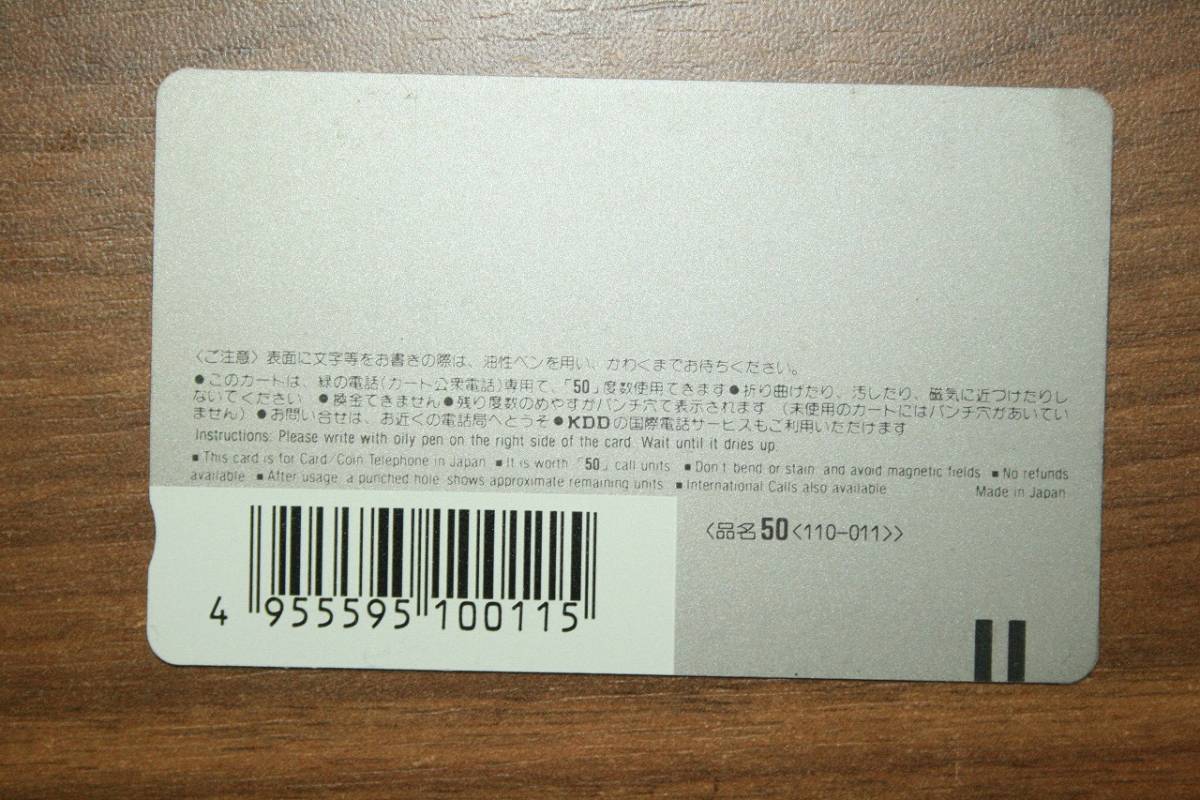 〈ご注意〉表面に文字等をお書きの際は、油性ペンを用い、かわくまでお待ちください。
●このカードは、緑の電話(カード公衆電話)専用で、「50」度数使用できます●折り曲げたり、汚したり、磁気に近づけたりし
ないでください ●換金できません●残り度数のめやすがパンチ穴で表示されます (未使用のカードにはパンチ穴があいてい
ません) ●お問い合せは、お近くの電話局へどうぞ●KDDの国際電話サービスもご利用いただけます
Instructions: Please write with oily pen on the right side of the card. Wait until it dries up.
■This card is for Card/Coin Telephone in Japan ■It is worth「50」call units ■Don't bend or stain and avoid magnetic fields ■No refunds
available ■After usage, a punched hole shows approximate remaining units ■International Calls also available Made in Japan
〈品名50<110-011>〉
4 955595 100115